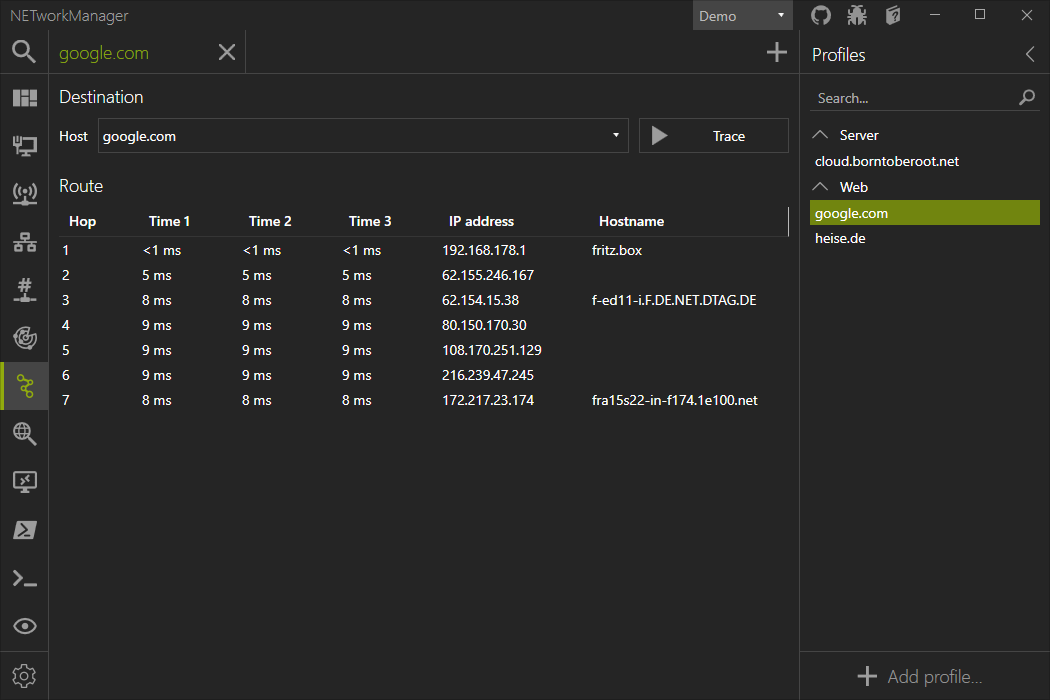 NETworkManager Demo
google.com
Profiles
Destination
Search...
Host google.com Trace
Server
cloud.borntoberoot.net
Route
Web
Hop Time 1 Time 2 Time 3 IP address Hostname
google.com
heise.de
1 <1 ms <1 ms <1 ms 192.168.178.1 fritz.box
2 5 ms 5 ms 5 ms 62.155.246.167
3 8 ms 8 ms 8 ms 62.154.15.38 f-ed11-i.F.DE.NET.DTAG.DE
4 9 ms 9 ms 9 ms 80.150.170.30
5 9 ms 9 ms 9 ms 108.170.251.129
6 9 ms 9 ms 9 ms 216.239.47.245
7 8 ms 8 ms 8 ms 172.217.23.174 fra15s22-in-f174.1e100.net
Add profile...